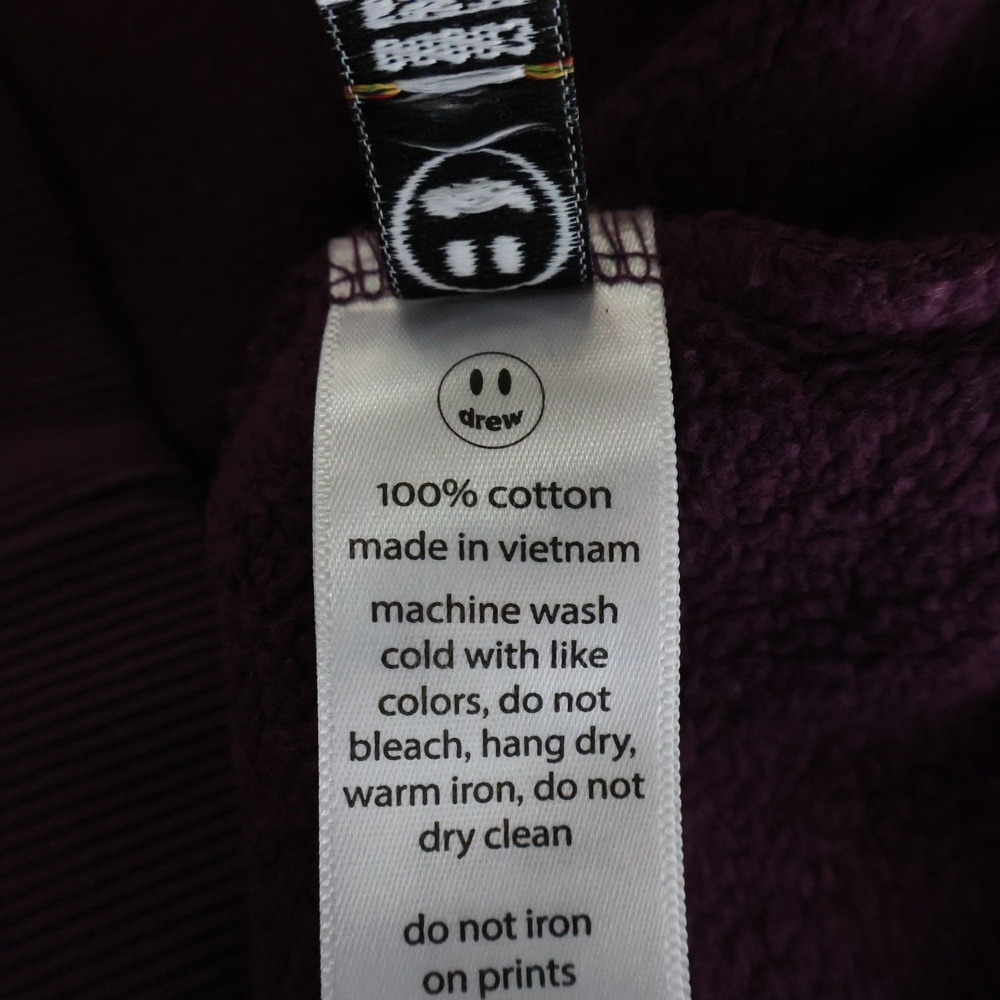 drew
100% cotton
made in vietnam
machine wash
cold with like
colors, do not
bleach, hang dry,
warm iron, do not
dry clean
do not iron
on prints